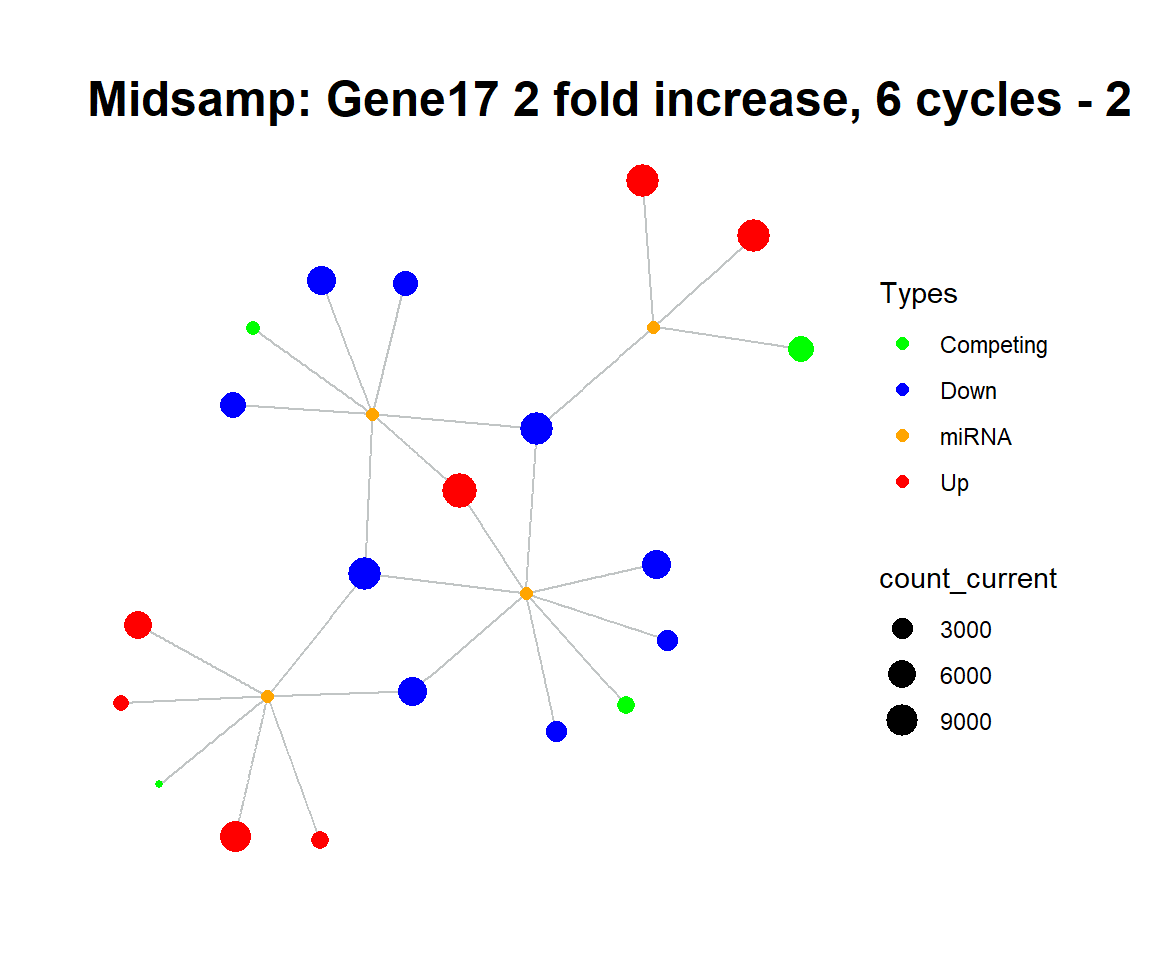 Midsamp: Gene17 2 fold increase, 6 cycles - 2
Types
Competing
Down
miRNA
Up
count_current
3000
6000
9000